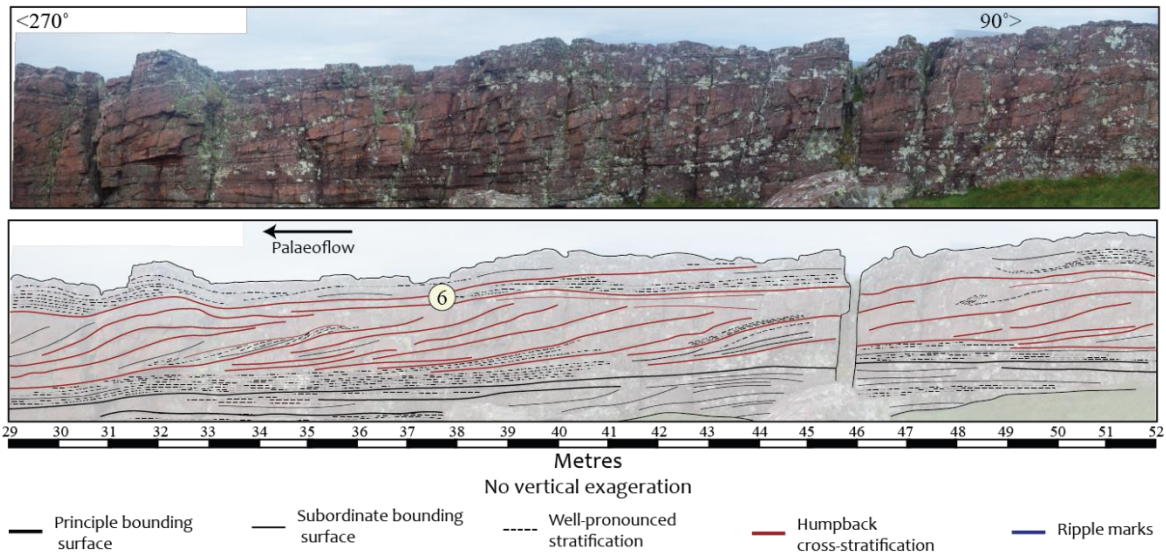 <270°
90°>
Palaeoflow
6
29 30 31 32 33 34 35 36 37 38 39 40 41 42 43 44 45 46 47 48 49 50 51 52
Metres
No vertical exageration
Principle bounding
surface
Subordinate bounding
surface
Well-pronounced
stratification
Humpback
cross-stratification
Ripple marks